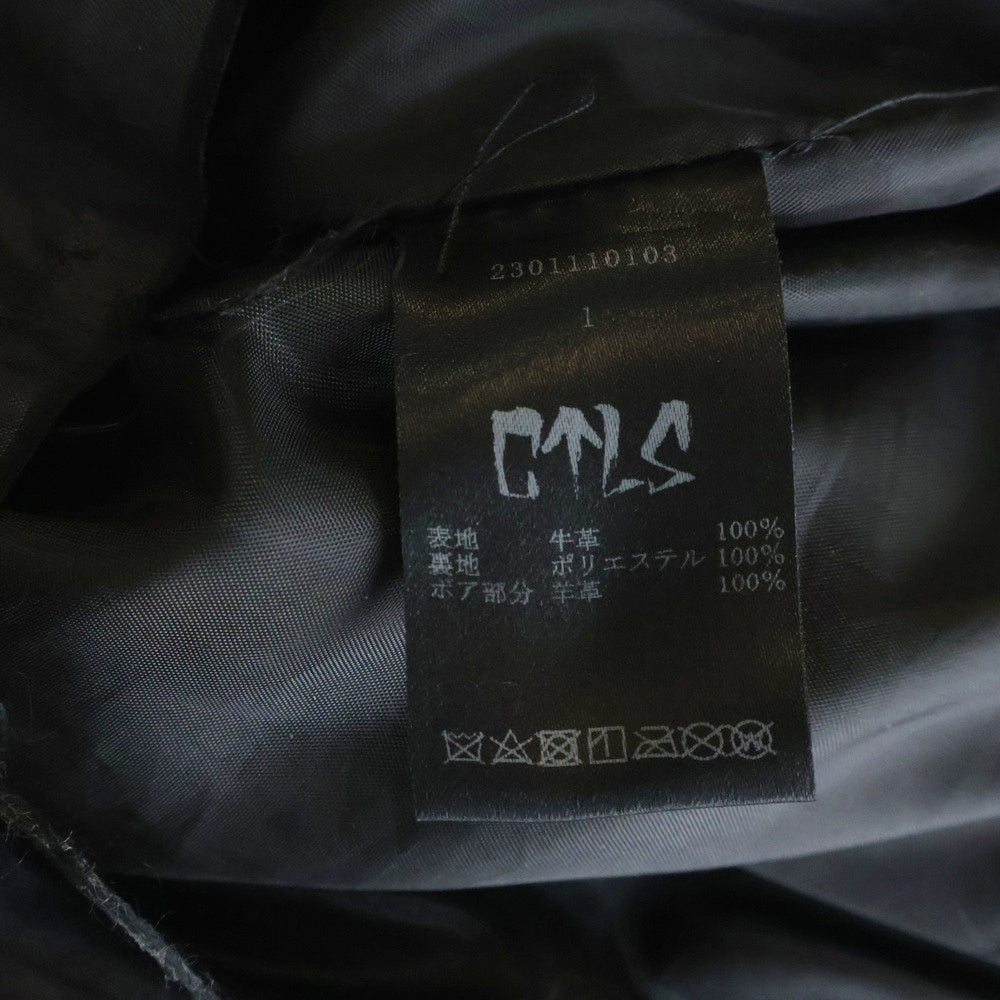 2301110103
1
CTLS
表地 牛革 100%
裏地 ポリエステル 100%
ボア部分 羊革 100%